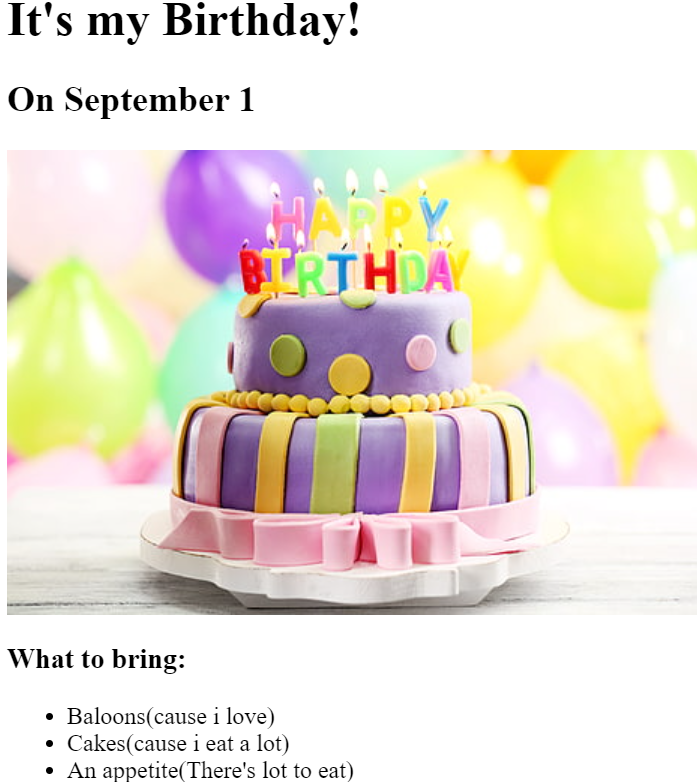 It's my Birthday!
On September 1
HAPPY
BIRTHDAY
What to bring:
Baloons(cause i love)
Cakes(cause i eat a lot)
An appetite(There's lot to eat)